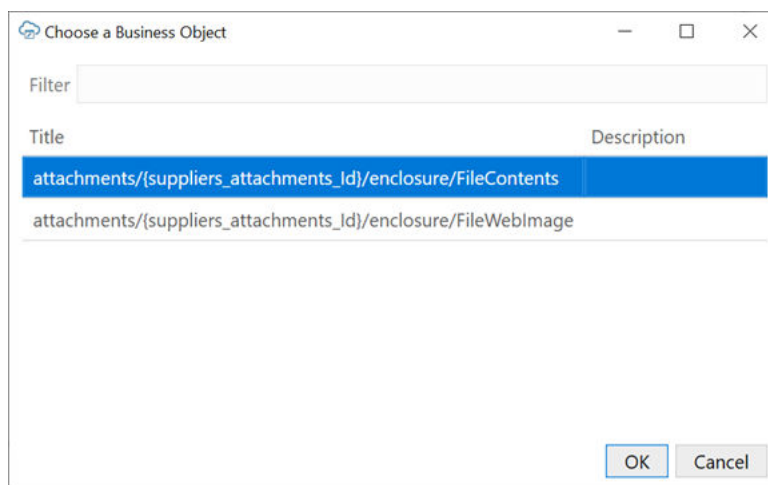 Choose a Business Object
Filter
Title Description
attachments/{suppliers_attachments_Id}/enclosure/FileContents
attachments/{suppliers_attachments_Id}/enclosure/FileWebImage
OK Cancel